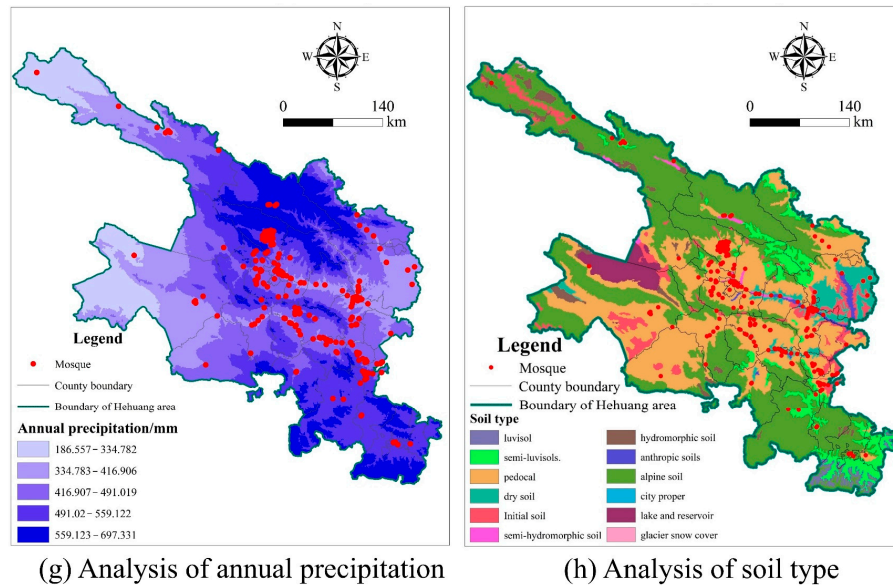 N
W E
S
0 140
km
Legend
Mosque
County boundary
Boundary of Hehuang area
Annual precipitation/mm
186.557–334.782
334.783–416.906
416.907–491.019
491.02–559.122
559.123–697.331
(g) Analysis of annual precipitation
N
W E
S
0 140
km
Legend
Mosque
County boundary
Boundary of Hehuang area
Soil type
luvisol
semi-luvisols.
pedocal
dry soil
Initial soil
semi-hydromorphic soil
hydromorphic soil
anthropic soils
alpine soil
city proper
lake and reservoir
glacier snow cover
(h) Analysis of soil type